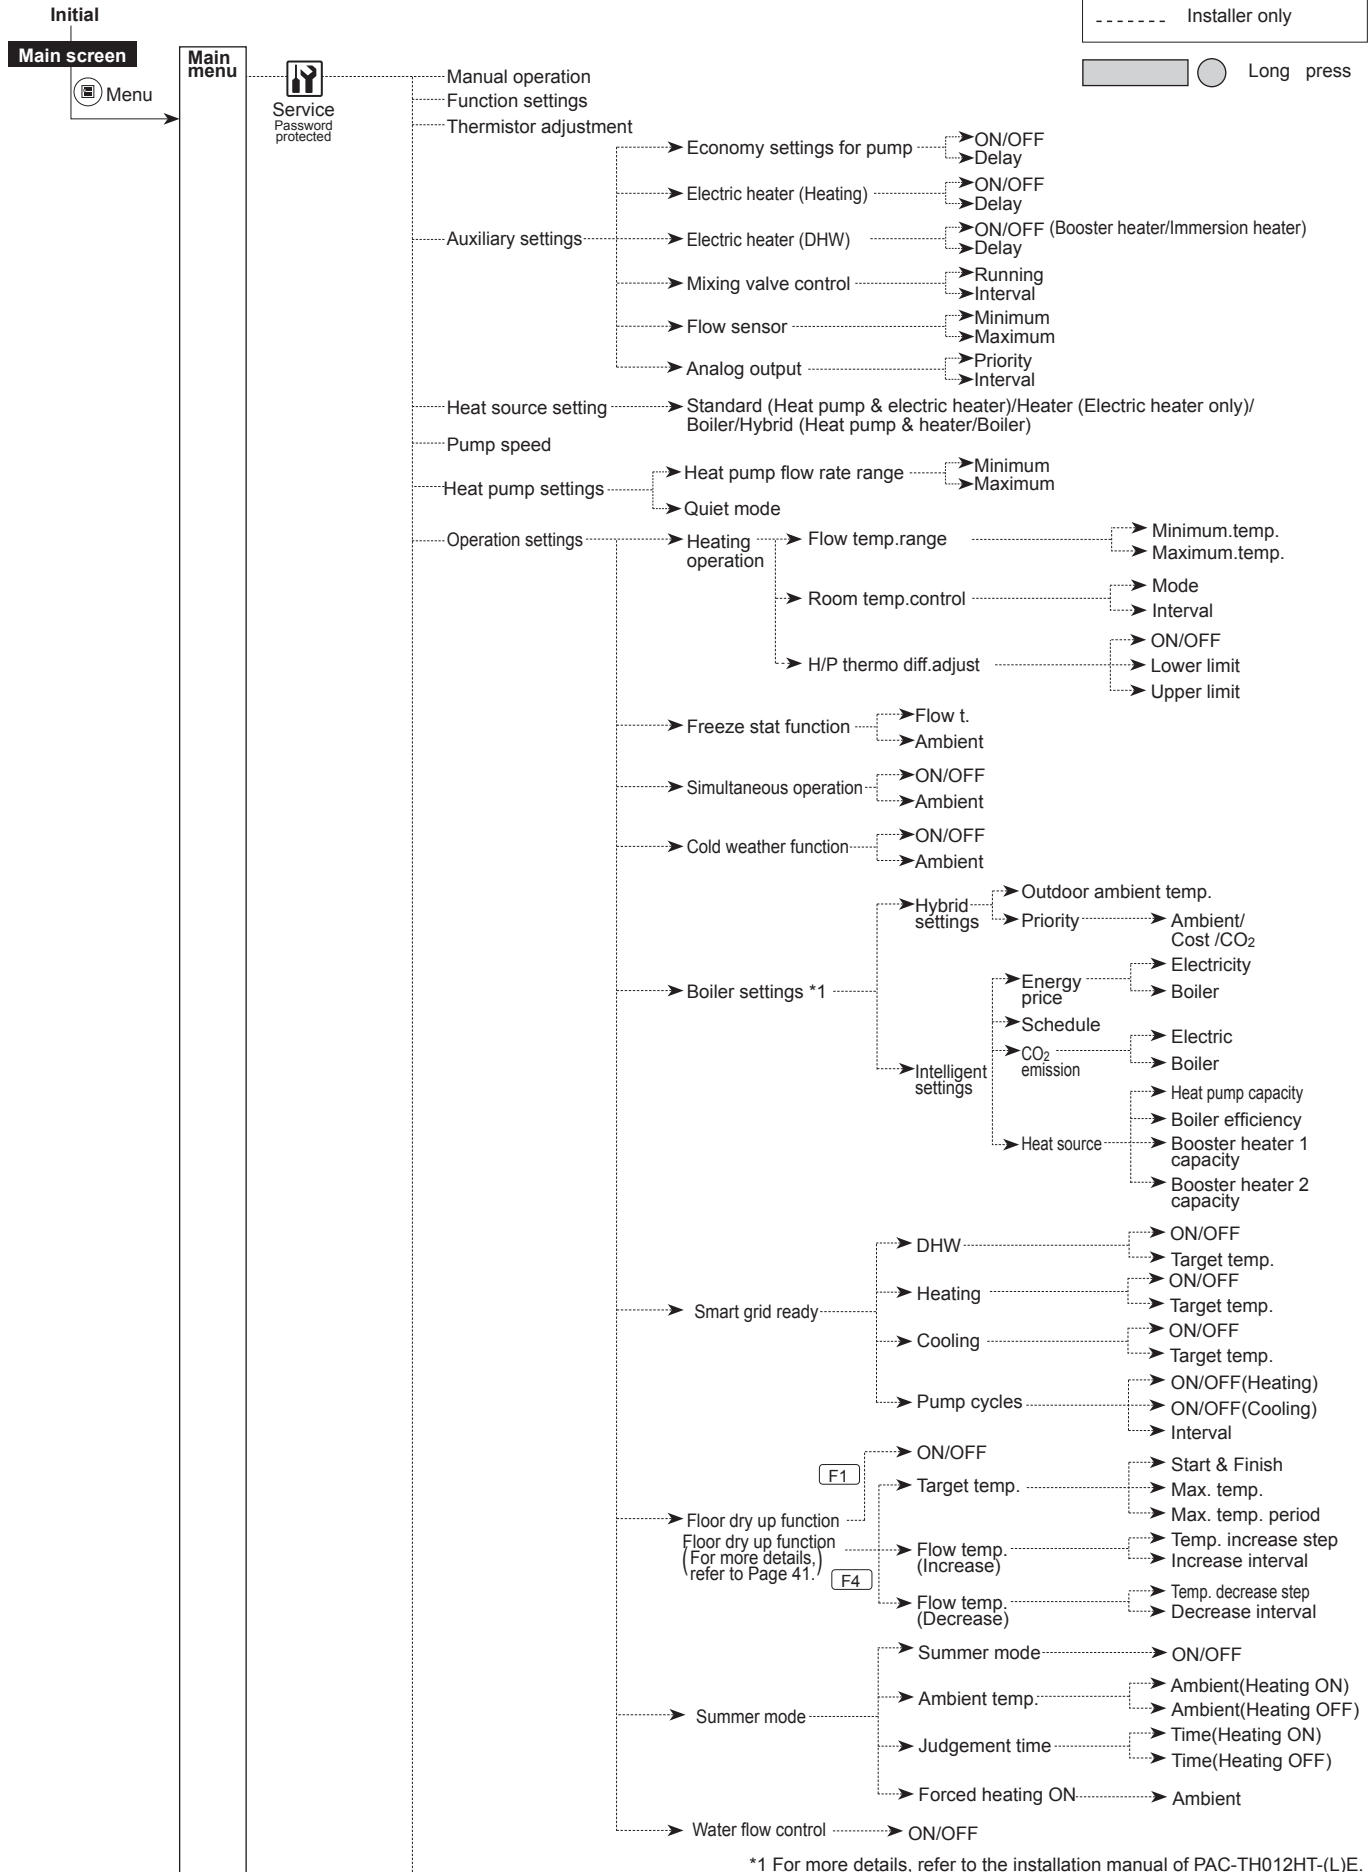 Initial
Installer only
Main screen
Main
menu
Long press
Menu
Service
Password
protected
Manual operation
Function settings
Thermistor adjustment
Economy settings for pump
ON/OFF
Delay
Electric heater (Heating)
ON/OFF
Delay
Auxiliary settings
Electric heater (DHW)
ON/OFF (Booster heater/Immersion heater)
Delay
Mixing valve control
Running
Interval
Flow sensor
Minimum
Maximum
Analog output
Priority
Interval
Heat source setting
Standard (Heat pump & electric heater)/Heater (Electric heater only)/
Boiler/Hybrid (Heat pump & heater/Boiler)
Pump speed
Heat pump settings
Heat pump flow rate range
Minimum
Maximum
Quiet mode
Operation settings
Heating
operation
Flow temp.range
Minimum.temp.
Maximum.temp.
Room temp.control
Mode
Interval
H/P thermo diff.adjust
ON/OFF
Lower limit
Upper limit
Freeze stat function
Flow t.
Ambient
Simultaneous operation
ON/OFF
Ambient
Cold weather function
ON/OFF
Ambient
Boiler settings *1
Hybrid
settings
Outdoor ambient temp.
Priority
Ambient/
Cost /CO2
Intelligent
settings
Energy
price
Electricity
Boiler
Schedule
CO2
emission
Electric
Boiler
Heat source
Heat pump capacity
Boiler efficiency
Booster heater 1
capacity
Booster heater 2
capacity
Smart grid ready
DHW
ON/OFF
Target temp.
Heating
ON/OFF
Target temp.
Cooling
ON/OFF
Target temp.
Pump cycles
ON/OFF(Heating)
ON/OFF(Cooling)
Interval
Floor dry up function
Floor dry up function
(For more details,
refer to Page 41.)
F1
ON/OFF
F4
Target temp.
Start & Finish
Max. temp.
Max. temp. period
Flow temp.
(Increase)
Temp. increase step
Increase interval
Flow temp.
(Decrease)
Temp. decrease step
Decrease interval
Summer mode
Summer mode
ON/OFF
Ambient temp.
Ambient(Heating ON)
Ambient(Heating OFF)
Judgement time
Time(Heating ON)
Time(Heating OFF)
Forced heating ON
Ambient
Water flow control
ON/OFF
*1 For more details, refer to the installation manual of PAC-TH012HT-(L)E.